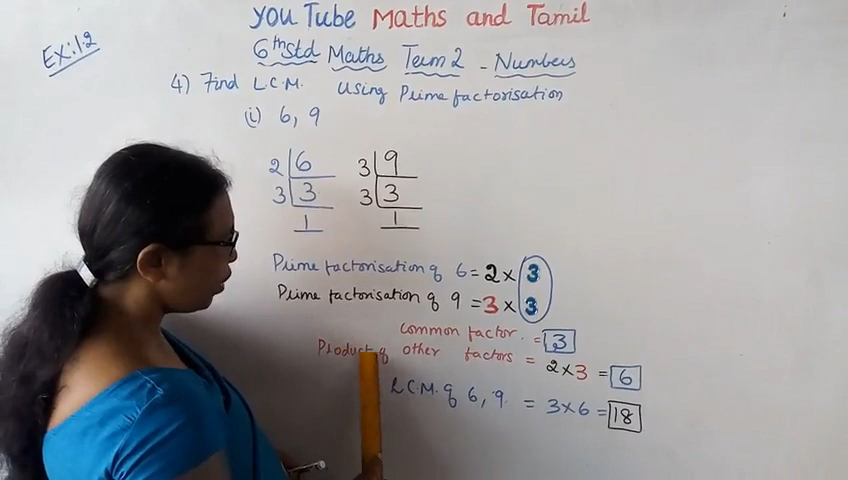 you Tube Maths and Tamil
Ex:1.2
6th Std Maths Term 2 - Numbers
4) Find L.C.M. Using Prime factorisation
(i) 6, 9
2 6 3 9
3 3 3 3
1 1
Prime factorisation of 6 = 2 × 3
Prime factorisation of 9 = 3 × 3
Common factor. = 3
Product of other factors = 2×3 = 6
L.C.M. of 6, 9. = 3×6 = 18